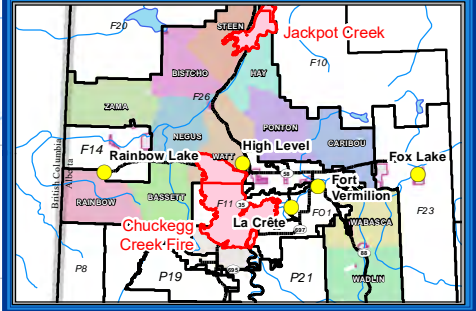 F20
STEEN
Jackpot Creek
F10
BISTCHO
HAY
F26
ZAMA
PONTON
NEGUS
CARIBOU
British Columbia
Alberta
F14
Rainbow Lake
WATT
High Level
Fox Lake
58
Fort
Vermilion
RAINBOW
BASSETT
F11
35
La Crête
F01
WABASCA
F23
Chuckegg
Creek Fire
697
88
P8
P19
695
P21
WADLIN